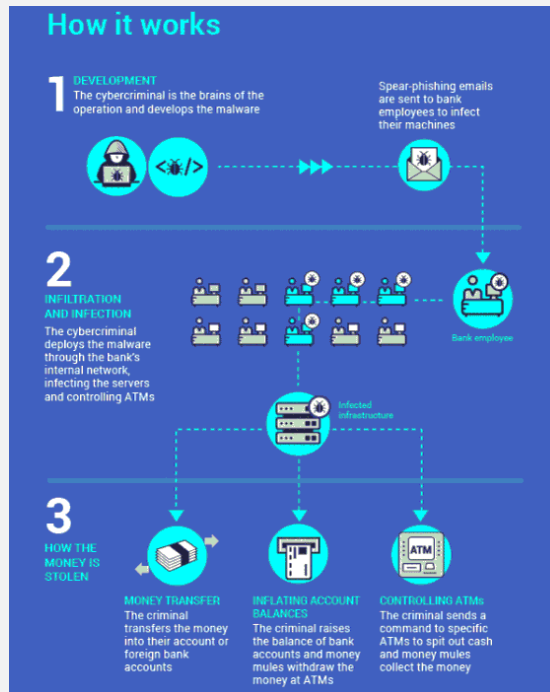 How it works
1
DEVELOPMENT
The cybercriminal is the brains of the
operation and develops the malware
Spear-phishing emails
are sent to bank
employees to infect
their machines
</>
2
INFILTRATION
AND INFECTION
The cybercriminal
deploys the malware
through the bank's
internal network,
infecting the servers
and controlling ATMs
Bank employee
Infected
infrastructure
3
HOW THE
MONEY IS
STOLEN
MONEY TRANSFER
The criminal
transfers the money
into their account or
foreign bank
accounts
INFLATING ACCOUNT
BALANCES
The criminal raises
the balance of bank
accounts and money
mules withdraw the
money at ATMs
ATM
CONTROLLING ATMs
The criminal sends a
command to specific
ATMs to spit out cash
and money mules
collect the money